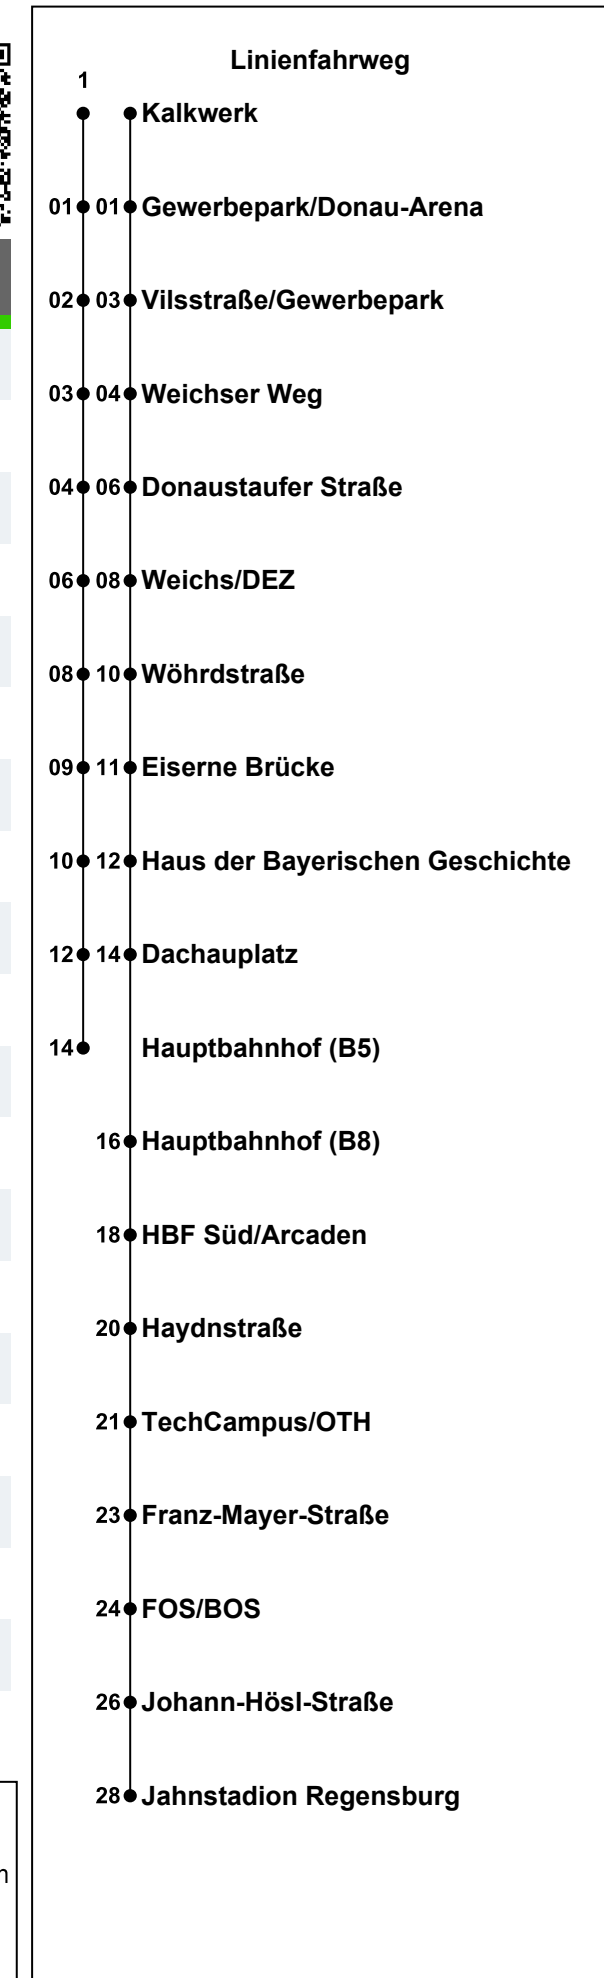 Linienfahrweg
1
Kalkwerk
01 01 Gewerbepark/Donau-Arena
02 03 Vilsstraße/Gewerbepark
03 04 Weichser Weg
04 06 Donaustaufer Straße
06 08 Weichs/DEZ
08 10 Wöhrdstraße
09 11 Eiserne Brücke
10 12 Haus der Bayerischen Geschichte
12 14 Dachauplatz
14 Hauptbahnhof (B5)
16 Hauptbahnhof (B8)
18 HBF Süd/Arcaden
20 Haydnstraße
21 TechCampus/OTH
23 Franz-Mayer-Straße
24 FOS/BOS
26 Johann-Hösl-Straße
28 Jahnstadion Regensburg